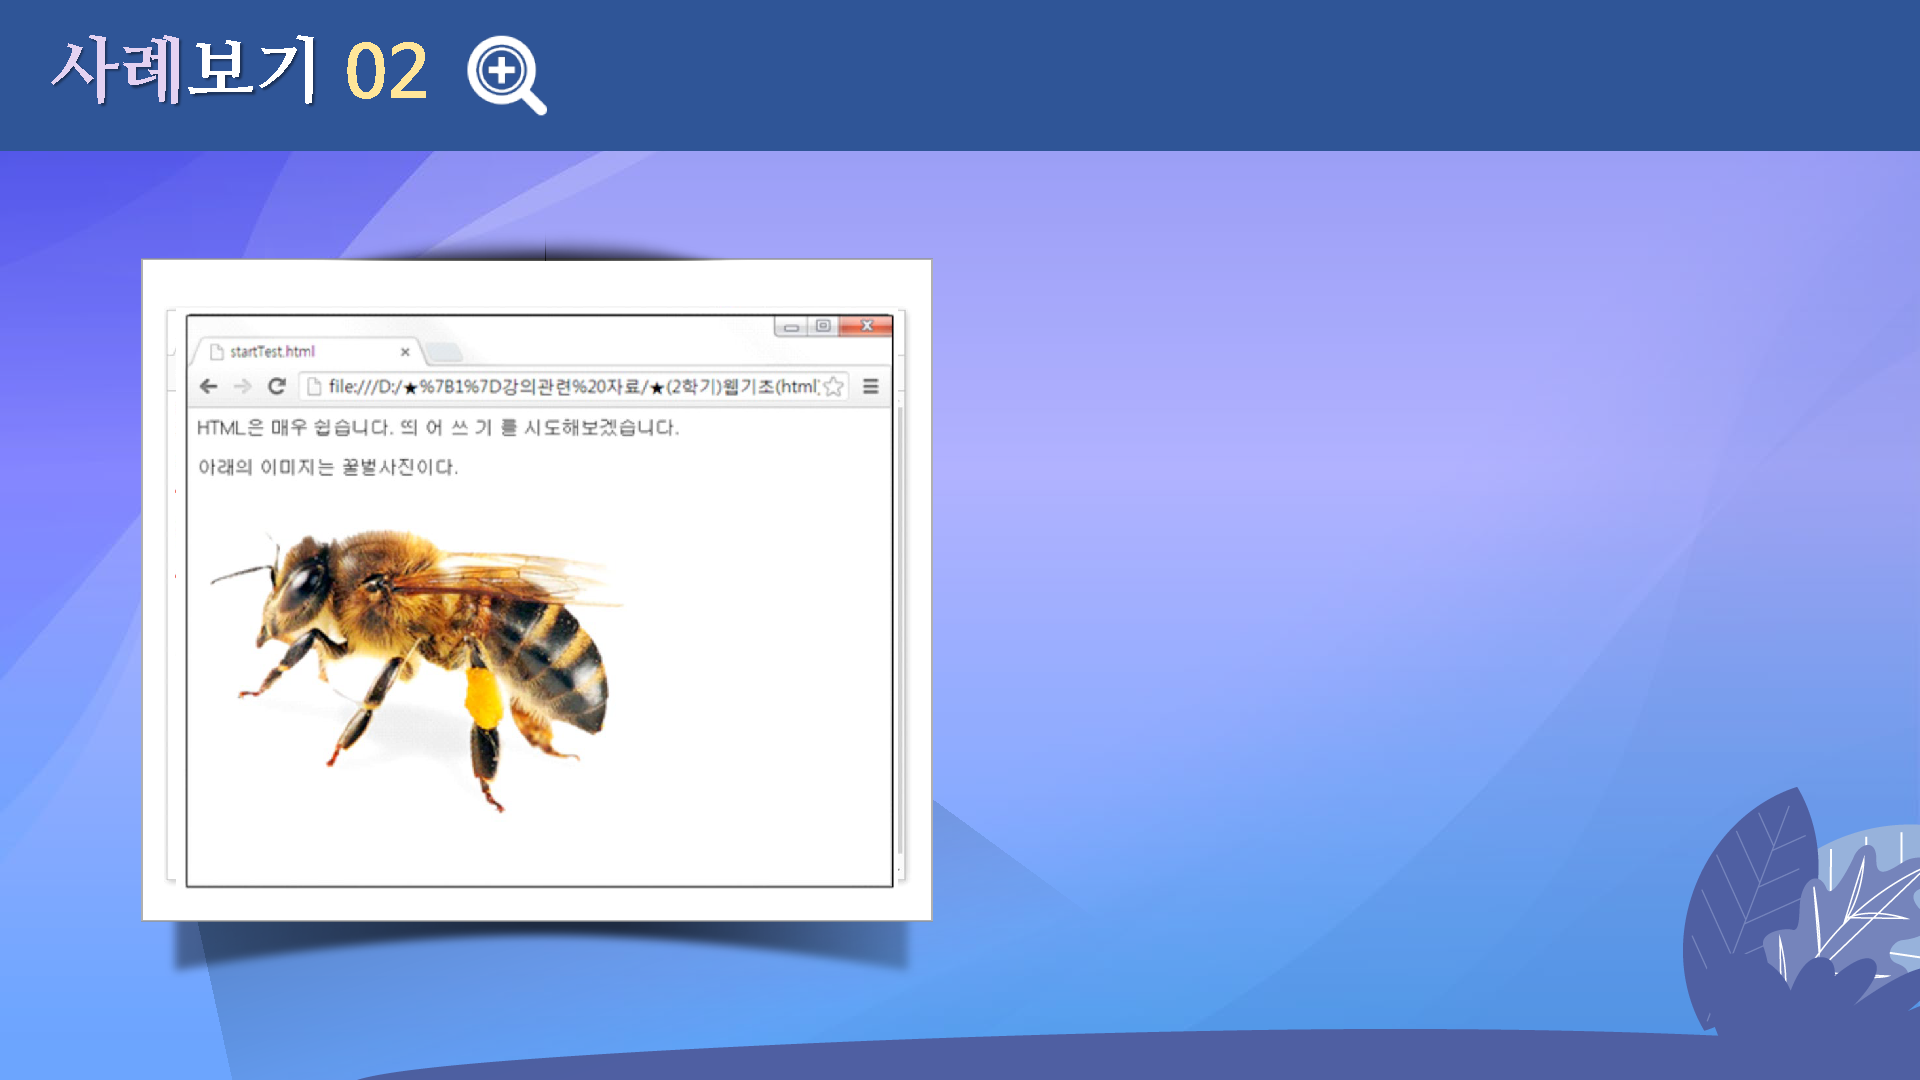 사례보기 02
startTest.html
file:///D:/★%7B1%7D강의관련%20자료/★(2학기)웹기초(html
HTML은 매우 쉽습니다. 띄 어 쓰 기 를 시도해보겠습니다.
아래의 이미지는 꿀벌사진이다.